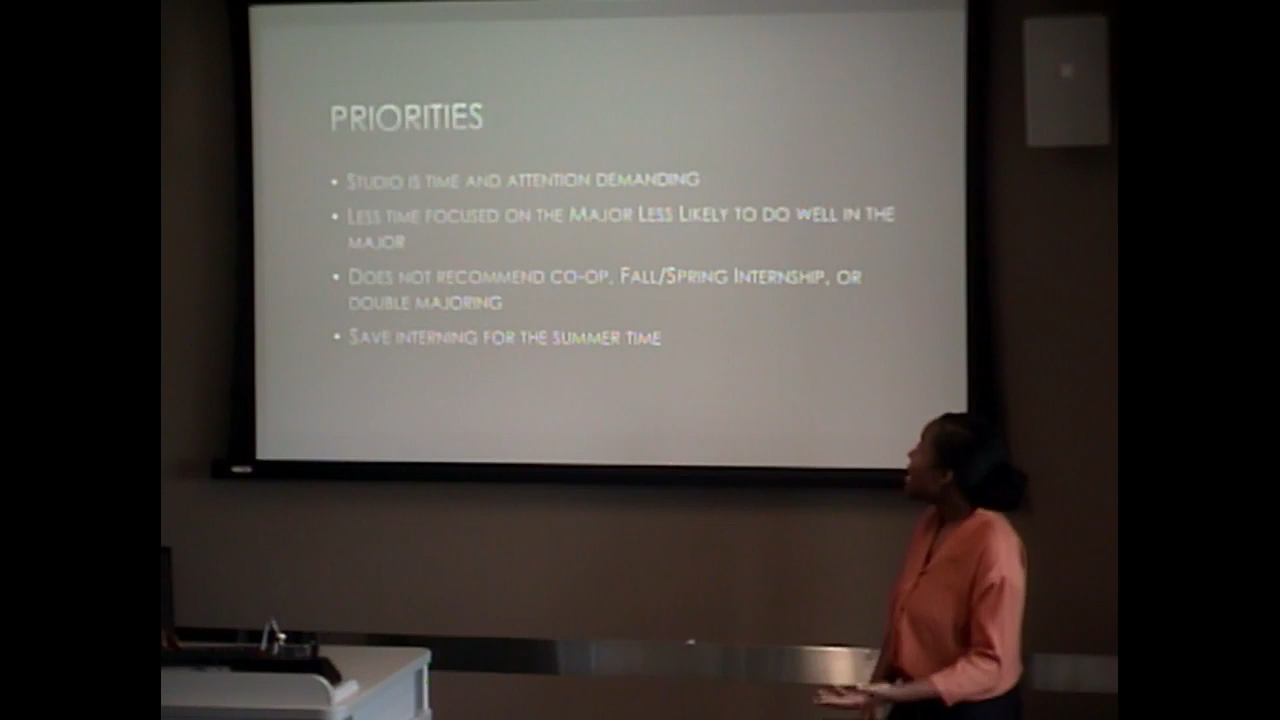 PRIORITIES
• STUDIO IS TIME AND ATTENTION DEMANDING
• LESS TIME FOCUSED ON THE MAJOR LESS LIKELY TO DO WELL IN THE
MAJOR
• DOES NOT RECOMMEND CO-OP, FALL/SPRING INTERNSHIP, OR
DOUBLE MAJORING
• SAVE INTERNING FOR THE SUMMER TIME